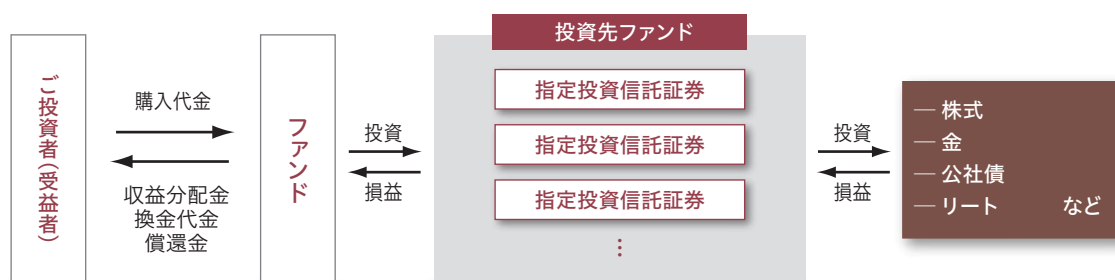 ご投資者(受益者)
購入代金
収益分配金
換金代金
償還金
ファンド
投資
損益
投資先ファンド
指定投資信託証券
指定投資信託証券
指定投資信託証券
⋮
投資
損益
― 株式
― 金
― 公社債
― リート など